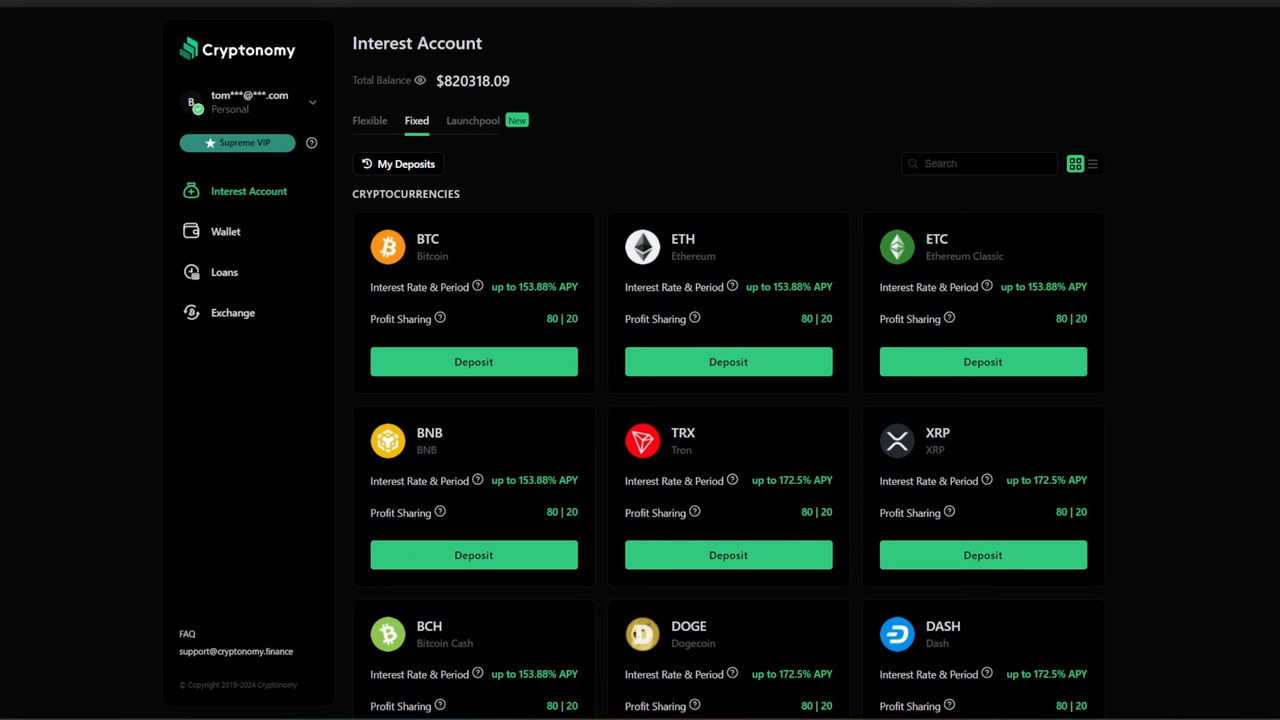 Cryptonomy
B
tom***@***.com
Personal
Supreme VIP
Interest Account
Wallet
Loans
Exchange
FAQ
support@cryptonomy.finance
© Copyright 2019-2024 Cryptonomy
Interest Account
Total Balance $820318.09
Flexible Fixed Launchpool New
My Deposits
Search
CRYPTOCURRENCIES
BTC
Bitcoin
Interest Rate & Period ? up to 153.88% APY
Profit Sharing ? 80 | 20
Deposit
ETH
Ethereum
Interest Rate & Period ? up to 153.88% APY
Profit Sharing ? 80 | 20
Deposit
ETC
Ethereum Classic
Interest Rate & Period ? up to 153.88% APY
Profit Sharing ? 80 | 20
Deposit
BNB
BNB
Interest Rate & Period ? up to 153.88% APY
Profit Sharing ? 80 | 20
Deposit
TRX
Tron
Interest Rate & Period ? up to 172.5% APY
Profit Sharing ? 80 | 20
Deposit
XRP
XRP
Interest Rate & Period ? up to 172.5% APY
Profit Sharing ? 80 | 20
Deposit
BCH
Bitcoin Cash
Interest Rate & Period ? up to 153.88% APY
Profit Sharing ? 80 | 20
DOGE
Dogecoin
Interest Rate & Period ? up to 172.5% APY
Profit Sharing ? 80 | 20
DASH
Dash
Interest Rate & Period ? up to 172.5% APY
Profit Sharing ? 80 | 20